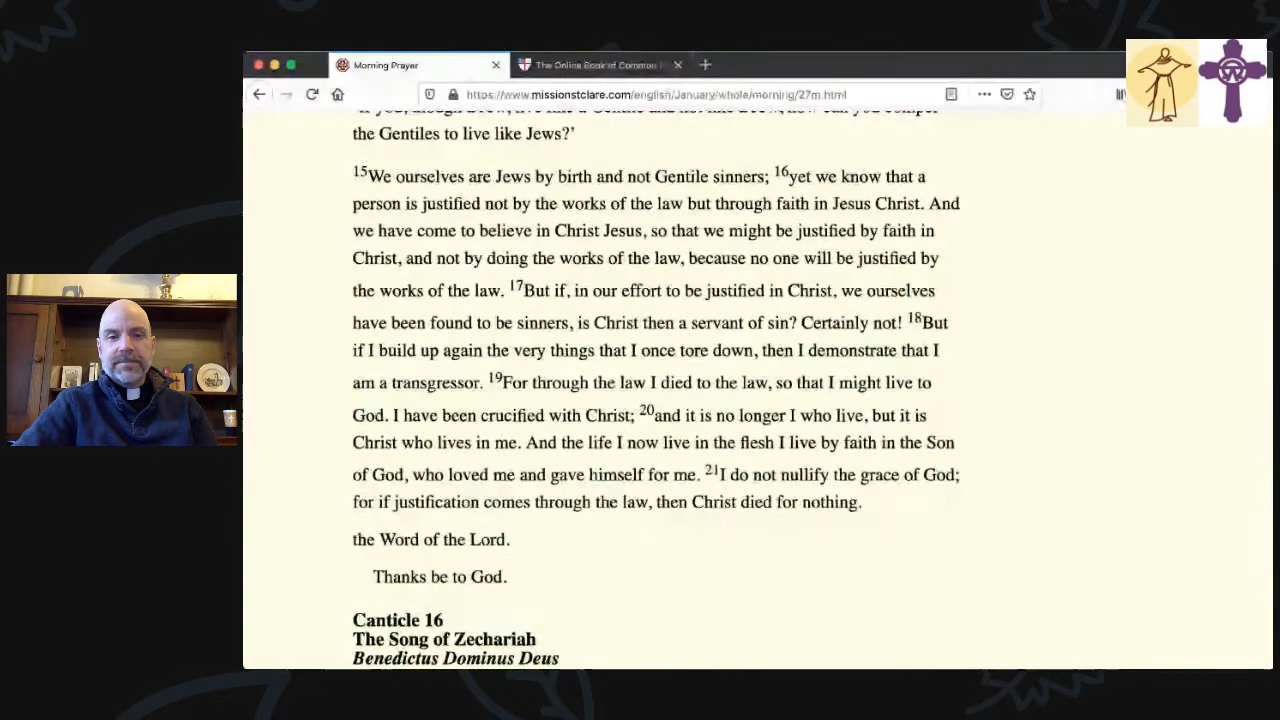 Morning Prayer
The Online Book of Common
https://www.missionstclare.com/english/January/whole/morning/27m.html
the Gentiles to live like Jews?’
15We ourselves are Jews by birth and not Gentile sinners; 16yet we know that a
person is justified not by the works of the law but through faith in Jesus Christ. And
we have come to believe in Christ Jesus, so that we might be justified by faith in
Christ, and not by doing the works of the law, because no one will be justified by
the works of the law. 17But if, in our effort to be justified in Christ, we ourselves
have been found to be sinners, is Christ then a servant of sin? Certainly not! 18But
if I build up again the very things that I once tore down, then I demonstrate that I
am a transgressor. 19For through the law I died to the law, so that I might live to
God. I have been crucified with Christ; 20and it is no longer I who live, but it is
Christ who lives in me. And the life I now live in the flesh I live by faith in the Son
of God, who loved me and gave himself for me. 21I do not nullify the grace of God;
for if justification comes through the law, then Christ died for nothing.
the Word of the Lord.
Thanks be to God.
Canticle 16
The Song of Zechariah
Benedictus Dominus Deus